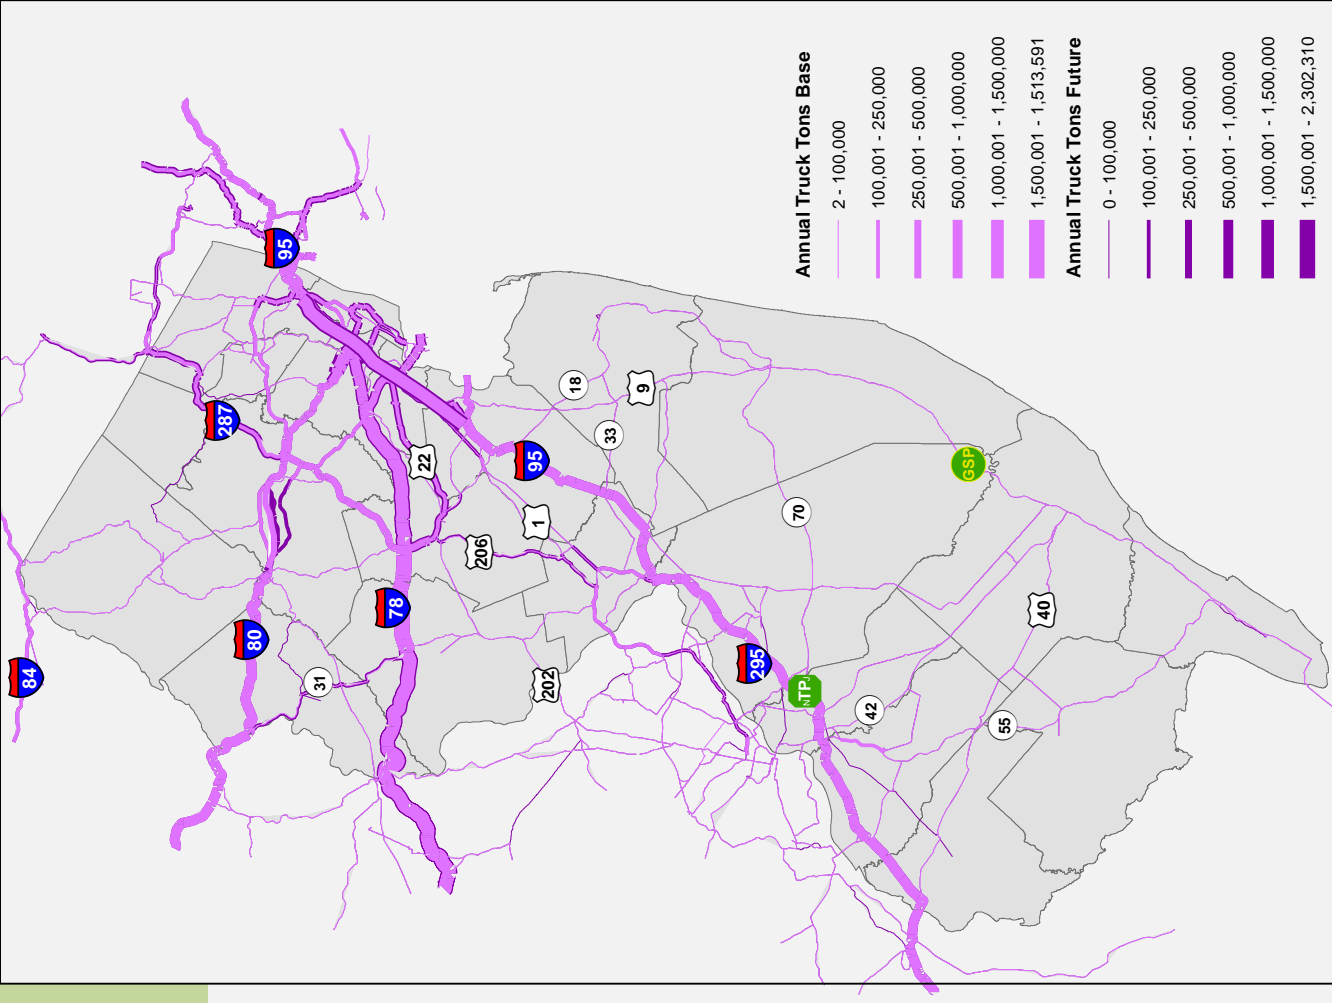 Annual Truck Tons Base
2 - 100,000
100,001 - 250,000
250,001 - 500,000
500,001 - 1,000,000
1,000,001 - 1,500,000
1,500,001 - 1,513,591
Annual Truck Tons Future
0 - 100,000
100,001 - 250,000
250,001 - 500,000
500,001 - 1,000,000
1,000,001 - 1,500,000
1,500,001 - 2,302,310
84
80
31
78
287
95
22
206
202
1
95
18
33
9
295
NTPJ
70
42
GSP
55
40